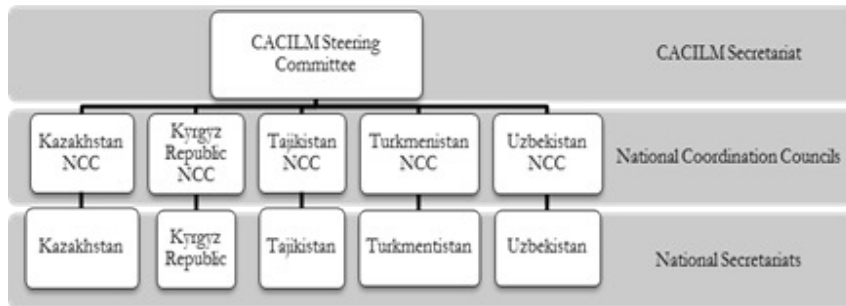 CACILM Steering
Committee
CACILM Secretariat
Kazakhstan
NCC
Kyrgyz
Republic
NCC
Tajikistan
NCC
Turkmenistan
NCC
Uzbekistan
NCC
National Coordination Councils
Kazakhstan
Kyrgyz
Republic
Tajikistan
Turkmentistan
Uzbekistan
National Secretariats